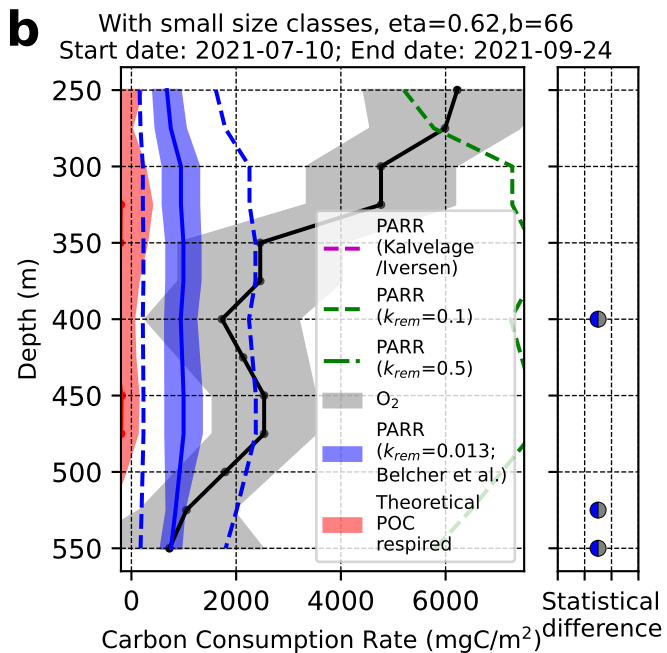 b
With small size classes, eta=0.62,b=66
Start date: 2021-07-10; End date: 2021-09-24
250
300
350
400
450
500
550
Depth (m)
PARR
(Kalvelage
/Iversen)
PARR
(k_rem=0.1)
PARR
(k_rem=0.5)
O₂
PARR
(k_rem=0.013;
Belcher et al.)
Theoretical
POC
respired
0 2000 4000 6000
Carbon Consumption Rate (mgC/m²)
Statistical
difference